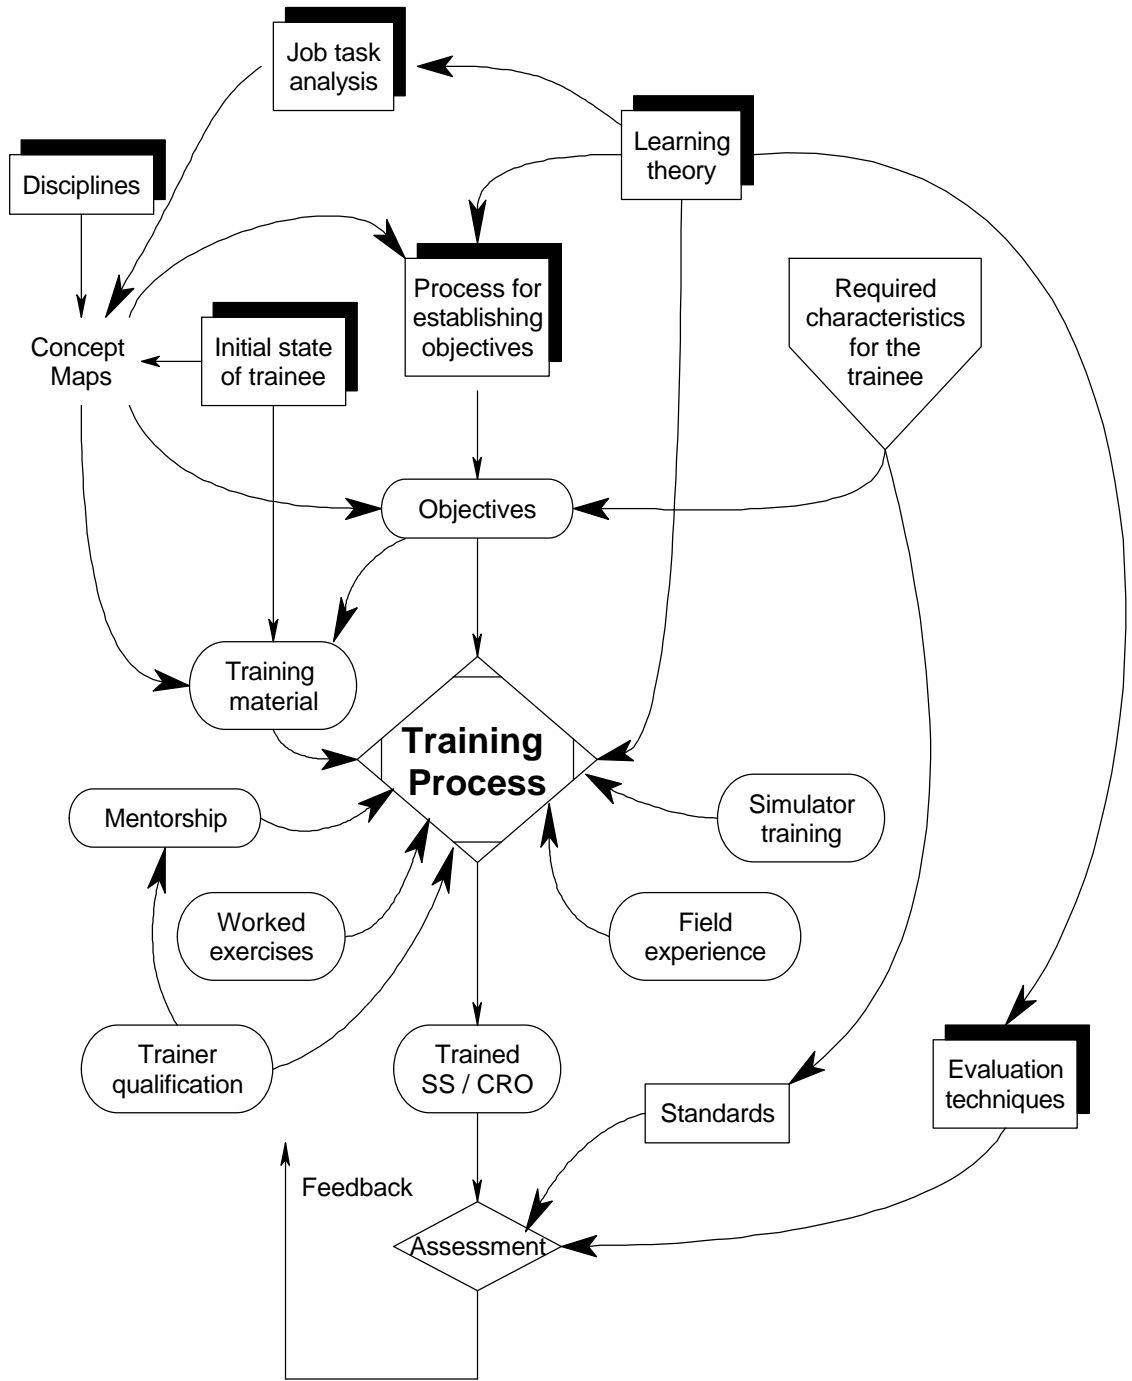 Job task
analysis
Learning
theory
Disciplines
Process for
establishing
objectives
Required
characteristics
for the
trainee
Concept
Maps
Initial state
of trainee
Objectives
Training
material
Training
Process
Mentorship
Simulator
training
Worked
exercises
Field
experience
Trainer
qualification
Trained
SS / CRO
Evaluation
techniques
Standards
Feedback
Assessment